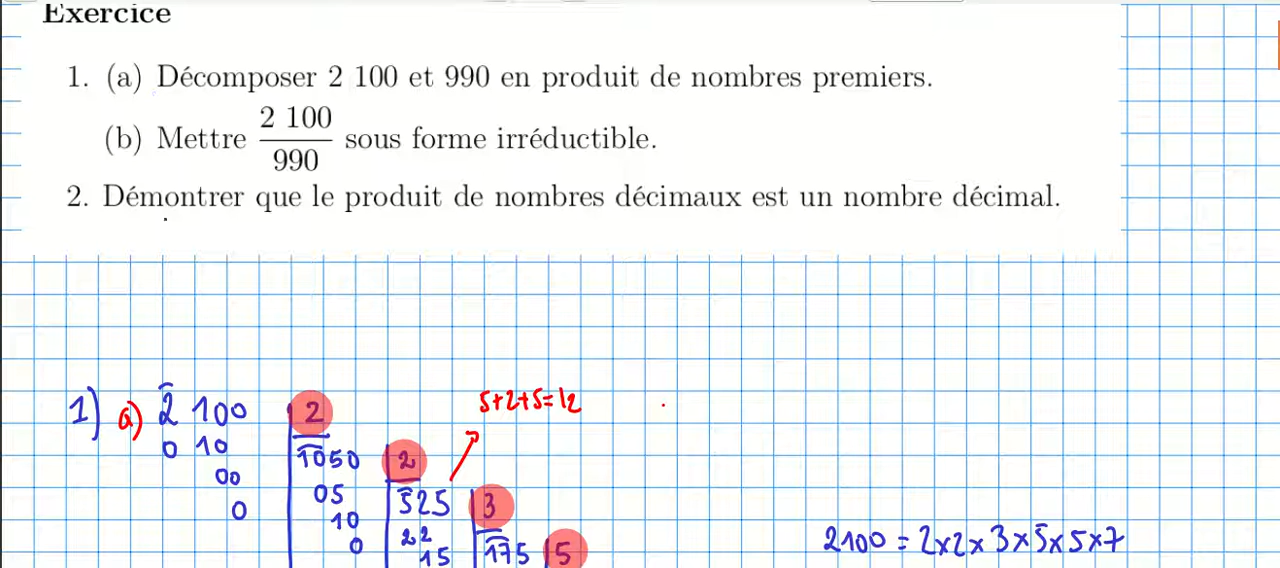 Exercice
1. (a) Décomposer 2 100 et 990 en produit de nombres premiers.
(b) Mettre 2 100/990 sous forme irréductible.
2. Démontrer que le produit de nombres décimaux est un nombre décimal.
5+2+5=12
1) a) 2 100 2
0 10 1050 2
00 05 525 3
0 10 22
0 15 175 5
2100 = 2×2×3×5×5×7